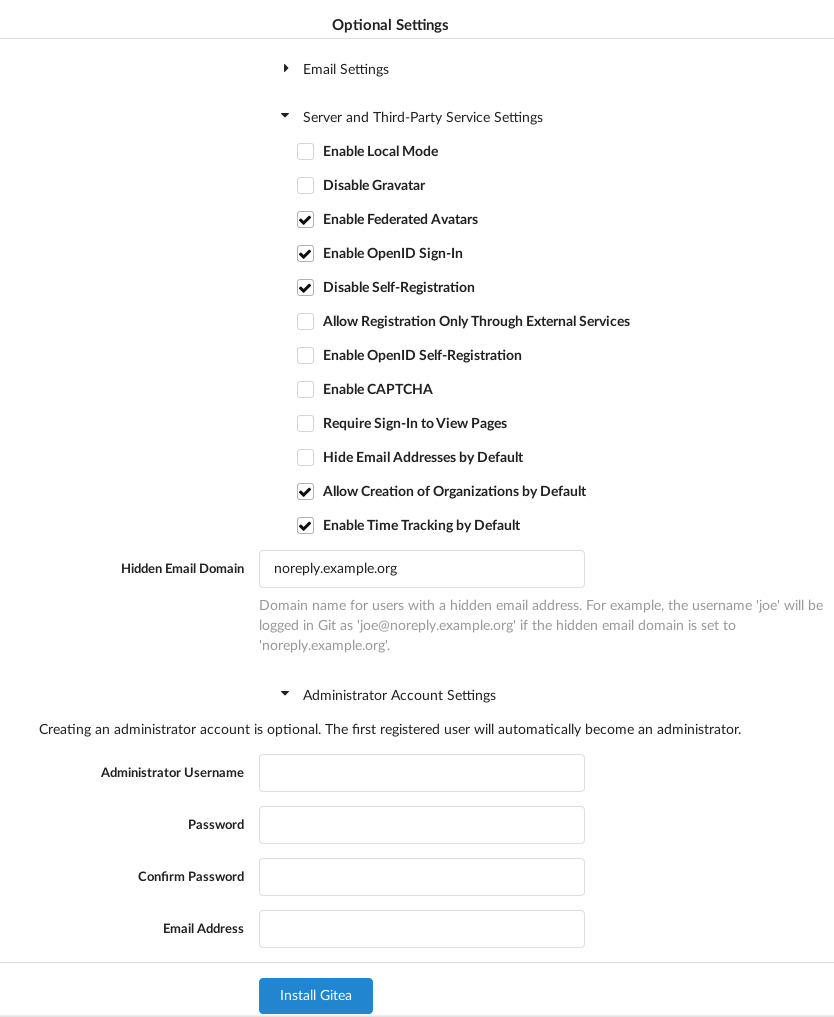 Optional Settings
Email Settings
Server and Third-Party Service Settings
Enable Local Mode
Disable Gravatar
Enable Federated Avatars
Enable OpenID Sign-In
Disable Self-Registration
Allow Registration Only Through External Services
Enable OpenID Self-Registration
Enable CAPTCHA
Require Sign-In to View Pages
Hide Email Addresses by Default
Allow Creation of Organizations by Default
Enable Time Tracking by Default
Hidden Email Domain noreply.example.org
Domain name for users with a hidden email address. For example, the username 'joe' will be
logged in Git as 'joe@noreply.example.org' if the hidden email domain is set to
'noreply.example.org'.
Administrator Account Settings
Creating an administrator account is optional. The first registered user will automatically become an administrator.
Administrator Username
Password
Confirm Password
Email Address
Install Gitea